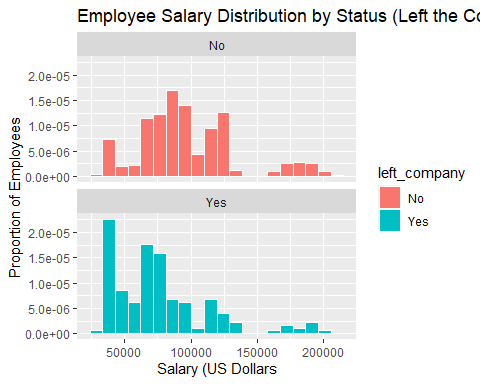 Employee Salary Distribution by Status (Left the Co
No
2.0e-05
1.5e-05
1.0e-05
5.0e-06
0.0e+00
Yes
2.0e-05
1.5e-05
1.0e-05
5.0e-06
0.0e+00
50000 100000 150000 200000
Salary (US Dollars
Proportion of Employees
left_company
No
Yes